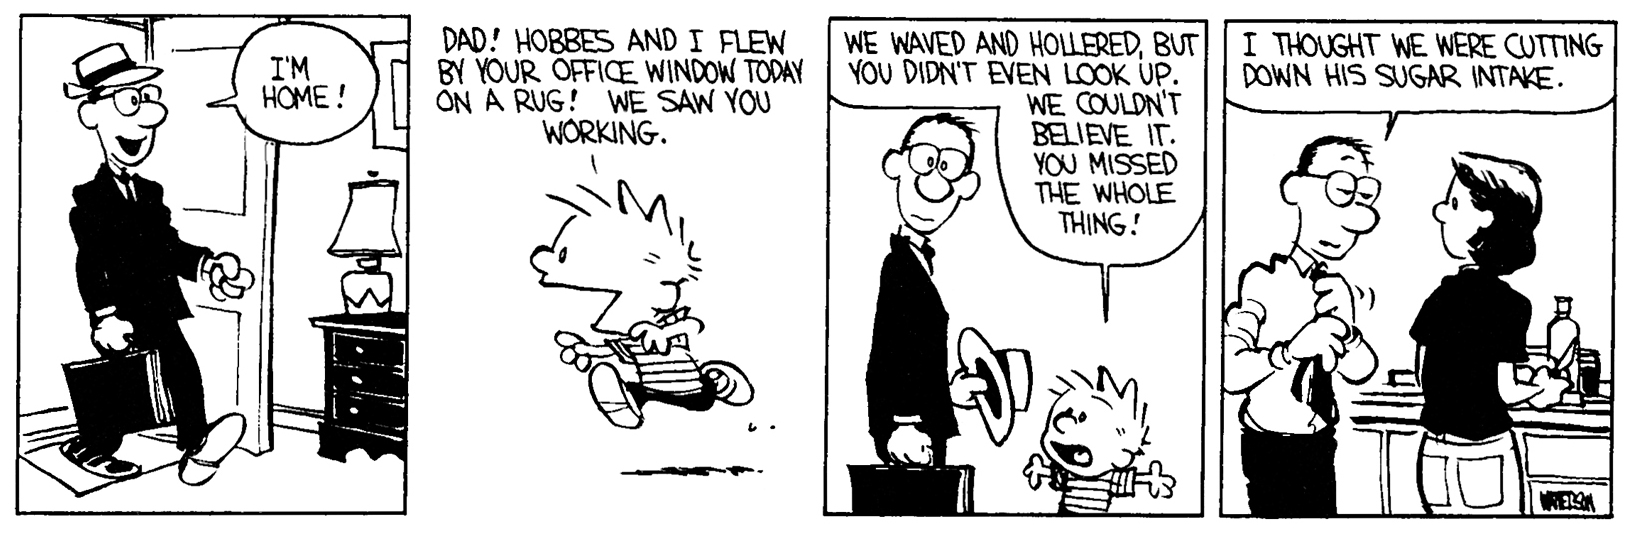 I'M
HOME!
DAD! HOBBES AND I FLEW
BY YOUR OFFICE WINDOW TODAY
ON A RUG! WE SAW YOU
WORKING.
WE WAVED AND HOLLERED, BUT
YOU DIDN'T EVEN LOOK UP.
WE COULDN'T
BELIEVE IT.
YOU MISSED
THE WHOLE
THING!
I THOUGHT WE WERE CUTTING
DOWN HIS SUGAR INTAKE.
WATTERSON